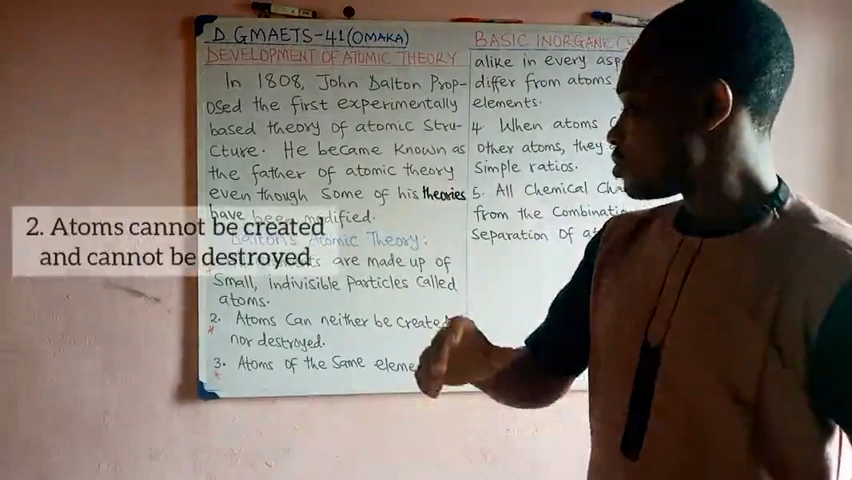 D GMAETS-41(OMAKA)
DEVELOPMENT OF ATOMIC THEORY
In 1808, John Dalton Prop-
osed the first experimentally
based theory of atomic Stru-
cture. He became known as
the father of atomic theory
even though some of his theories
have been modified.
Dalton's Atomic Theory:
are made up of
Small, indivisible Particles called
atoms.
2. Atoms Can neither be created
nor destroyed.
3. Atoms of the Same
BASIC INORGANIC
alike in every
differ from atoms
elements.
4. When atoms
other atoms, they
Simple ratios.
5. All Chemical
from the
separation of
2. Atoms cannot be created
and cannot be destroyed